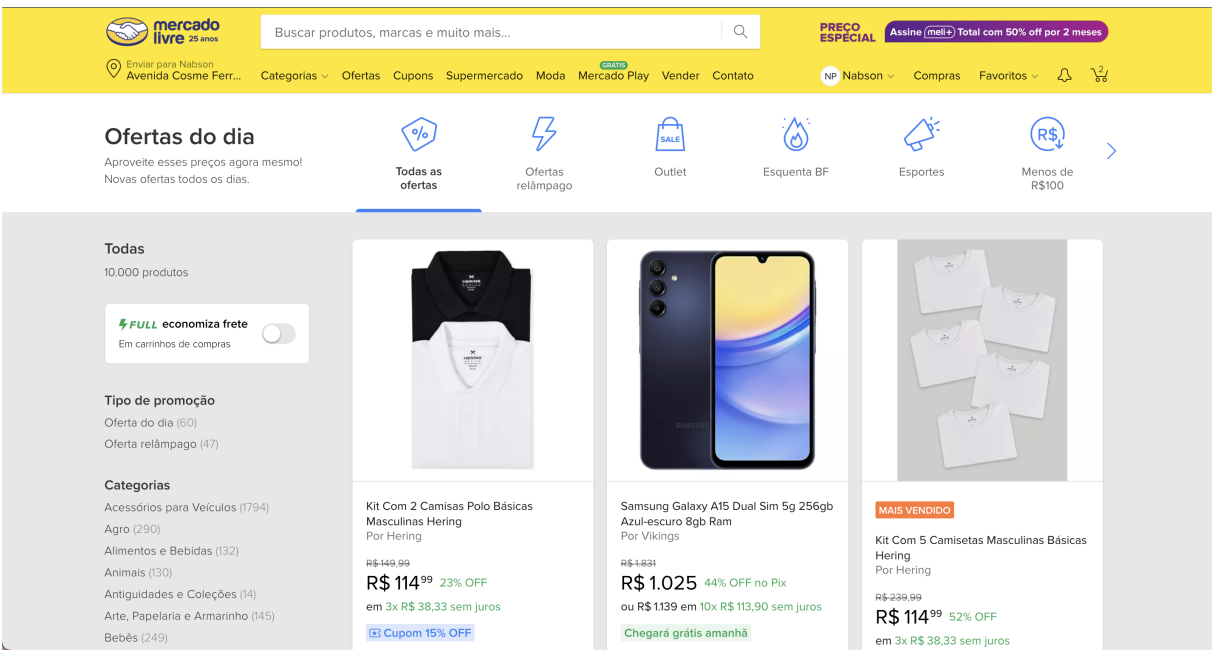 mercado
livre 25 anos
Buscar produtos, marcas e muito mais...
PREÇO
ESPECIAL
Assine meli+ Total com 50% off por 2 meses
Enviar para Nabson
Avenida Cosme Ferr...
Categorias
Ofertas
Cupons
Supermercado
Moda
GRÁTIS
Mercado Play
Vender
Contato
NP Nabson
Compras
Favoritos
2
Ofertas do dia
Aproveite esses preços agora mesmo!
Novas ofertas todos os dias.
%
Todas as
ofertas
Ofertas
relâmpago
SALE
Outlet
Esquenta BF
Esportes
R$
Menos de
R$100
Todas
10.000 produtos
FULL economiza frete
Em carrinhos de compras
Tipo de promoção
Oferta do dia (60)
Oferta relâmpago (47)
Categorias
Acessórios para Veículos (1794)
Agro (290)
Alimentos e Bebidas (132)
Animais (130)
Antiguidades e Coleções (14)
Arte, Papelaria e Armarinho (145)
Bebês (249)
HERING
HERING
Kit Com 2 Camisas Polo Básicas
Masculinas Hering
Por Hering
R$ 149,99
R$ 114 99 23% OFF
em 3x R$ 38,33 sem juros
Cupom 15% OFF
SAMSUNG
Samsung Galaxy A15 Dual Sim 5g 256gb
Azul-escuro 8gb Ram
Por Vikings
R$ 1.831
R$ 1.025 44% OFF no Pix
ou R$ 1.139 em 10x R$ 113,90 sem juros
Chegará grátis amanhã
MAIS VENDIDO
Kit Com 5 Camisetas Masculinas Básicas
Hering
Por Hering
R$ 239,99
R$ 114 99 52% OFF
em 3x R$ 38,33 sem juros